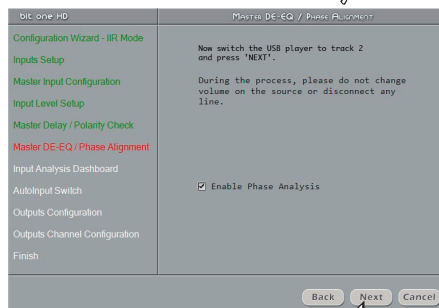 bit one HD
Master DE-EQ / Phase Alignment
Configuration Wizard - IIR Mode
Inputs Setup
Master Input Configuration
Input Level Setup
Master Delay / Polarity Check
Master DE-EQ / Phase Alignment
Input Analysis Dashboard
AutoInput Switch
Outputs Configuration
Outputs Channel Configuration
Finish
Now switch the USB player to track 2
and press 'NEXT'.
During the process, please do not change
volume on the source or disconnect any
line.
Enable Phase Analysis
Back
Next
Cancel